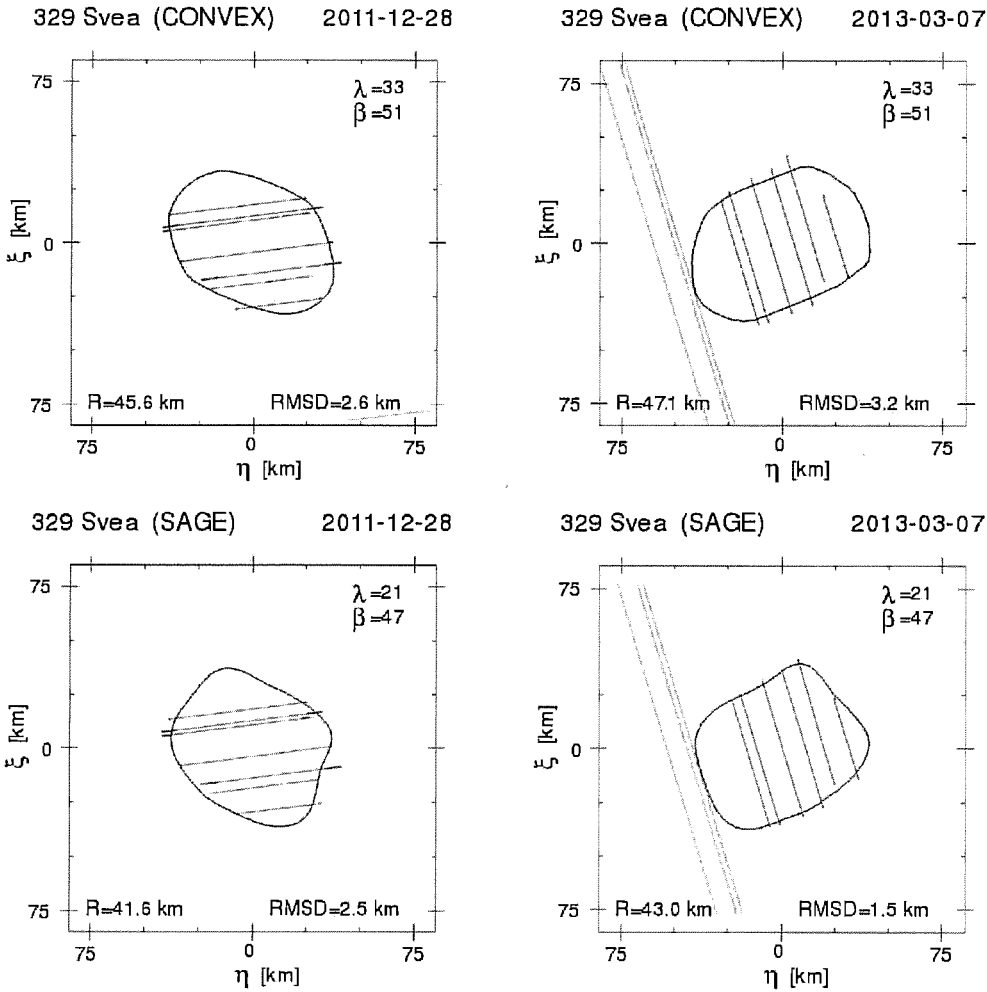 329 Svea (CONVEX) 2011-12-28
75
λ=33
β=51
ξ [km]
0
75
R=45.6 km RMSD=2.6 km
75 0 75
η [km]
329 Svea (CONVEX) 2013-03-07
75
λ=33
β=51
ξ [km]
0
75
R=47.1 km RMSD=3.2 km
75 0 75
η [km]
329 Svea (SAGE) 2011-12-28
75
λ=21
β=47
ξ [km]
0
75
R=41.6 km RMSD=2.5 km
75 0 75
η [km]
329 Svea (SAGE) 2013-03-07
75
λ=21
β=47
ξ [km]
0
75
R=43.0 km RMSD=1.5 km
75 0 75
η [km]